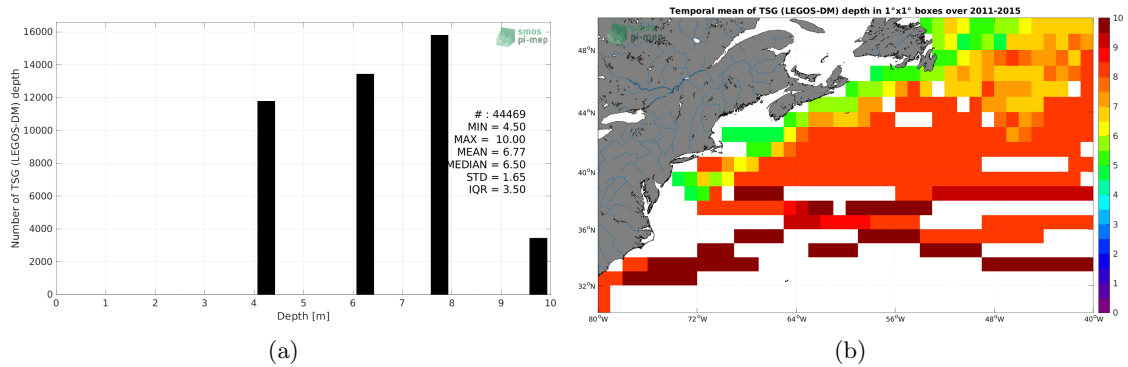 16000
14000
12000
10000
8000
6000
4000
2000
0
Number of TSG (LEGOS-DM) depth
smos
pi-mep
# : 44469
MIN = 4.50
MAX = 10.00
MEAN = 6.77
MEDIAN = 6.50
STD = 1.65
IQR = 3.50
0 1 2 3 4 5 6 7 8 9 10
Depth [m]
(a)
Temporal mean of TSG (LEGOS-DM) depth in 1°x1° boxes over 2011-2015
smos
pi-mep
48°N
44°N
40°N
36°N
32°N
80°W 72°W 64°W 56°W 48°W 40°W
10
9
8
7
6
5
4
3
2
1
0
(b)